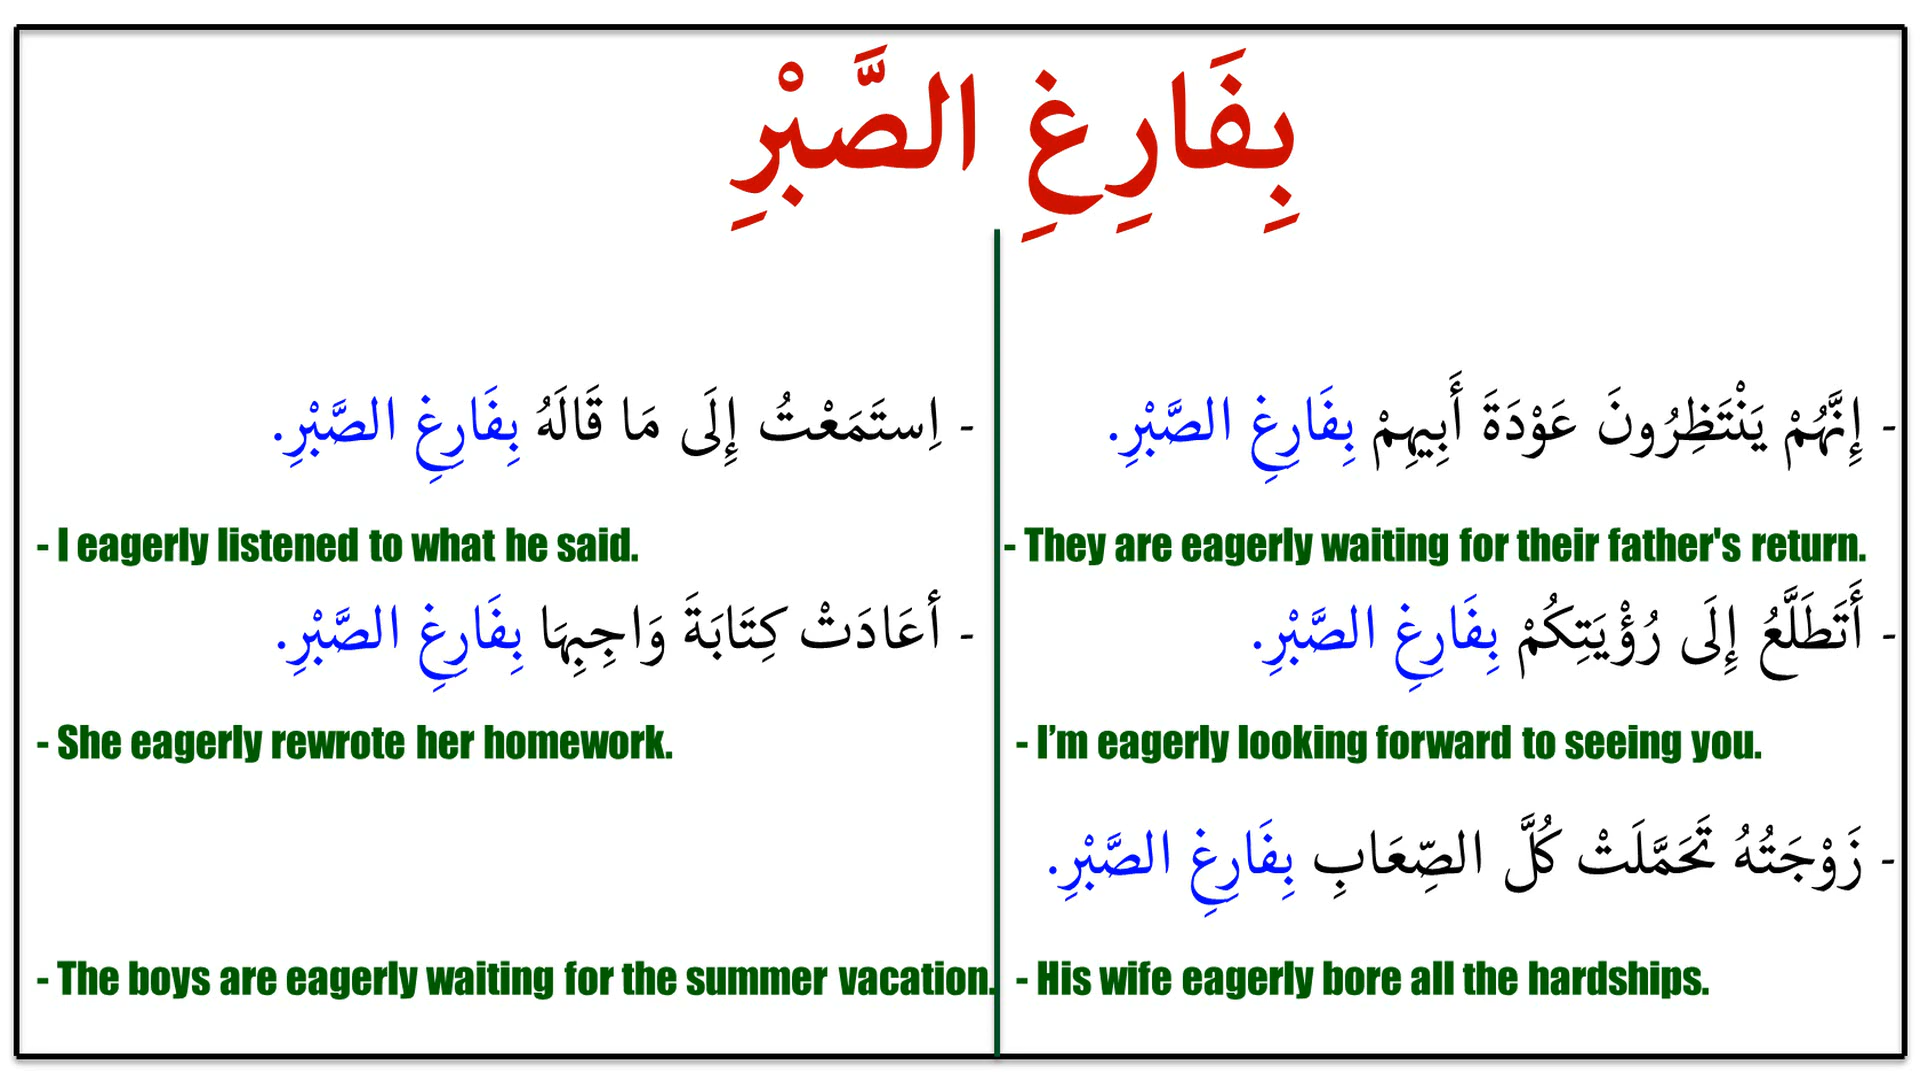 بِفَارِغِ الصَّبْرِ
- إِنَّهُمْ يَنْتَظِرُونَ عَوْدَةَ أَبِيهِمْ بِفَارِغِ الصَّبْرِ.
- They are eagerly waiting for their father's return.
- أَتَطَلَّعُ إِلَى رُؤْيَتِكُمْ بِفَارِغِ الصَّبْرِ.
- I’m eagerly looking forward to seeing you.
- زَوْجَتُهُ تَحَمَّلَتْ كُلَّ الصِّعَابِ بِفَارِغِ الصَّبْرِ.
- His wife eagerly bore all the hardships.
- اِستَمَعْتُ إِلَى مَا قَالَهُ بِفَارِغِ الصَّبْرِ.
- I eagerly listened to what he said.
- أعَادَتْ كِتَابَةَ وَاجِبِهَا بِفَارِغِ الصَّبْرِ.
- She eagerly rewrote her homework.
- The boys are eagerly waiting for the summer vacation.